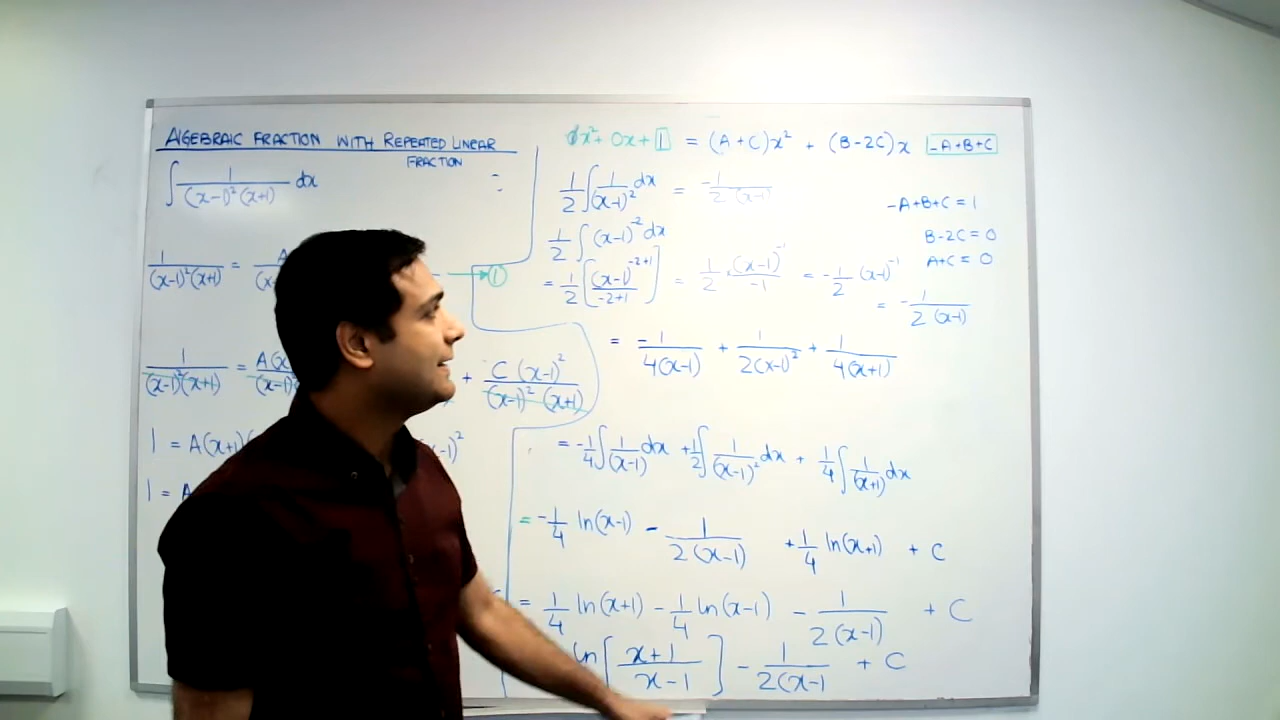 ALGEBRAIC FRACTION WITH REPEATED LINEAR
FRACTION
∫ 1/((x-1)²(x+1)) dx
1/((x-1)²(x+1)) = A/(x
→ ①
1/((x-1)²(x+1)) = A(x
+ C(x-1)²/((x-1)²(x+1))
1 = A(x+1)
(x-1)²
1 = A
0x² + 0x + 1 = (A+C)x² + (B-2C)x -A+B+C
1/2 ∫ 1/(x-1)² dx = -1/(2(x-1)
-A+B+C = 1
B-2C = 0
A+C = 0
1/2 ∫ (x-1)⁻² dx
= 1/2 [(x-1)^(-2+1)/(-2+1)] = 1/2 · (x-1)⁻¹/-1 = -1/2 (x-1)⁻¹
= -1/(2(x-1))
= -1/(4(x-1)) + 1/(2(x-1)²) + 1/(4(x+1))
= -1/4 ∫ 1/(x-1) dx + 1/2 ∫ 1/(x-1)² dx + 1/4 ∫ 1/(x+1) dx
= -1/4 ln(x-1) - 1/(2(x-1)) + 1/4 ln(x+1) + C
= 1/4 ln(x+1) - 1/4 ln(x-1) - 1/(2(x-1)) + C
ln[(x+1)/(x-1)] - 1/(2(x-1) + C